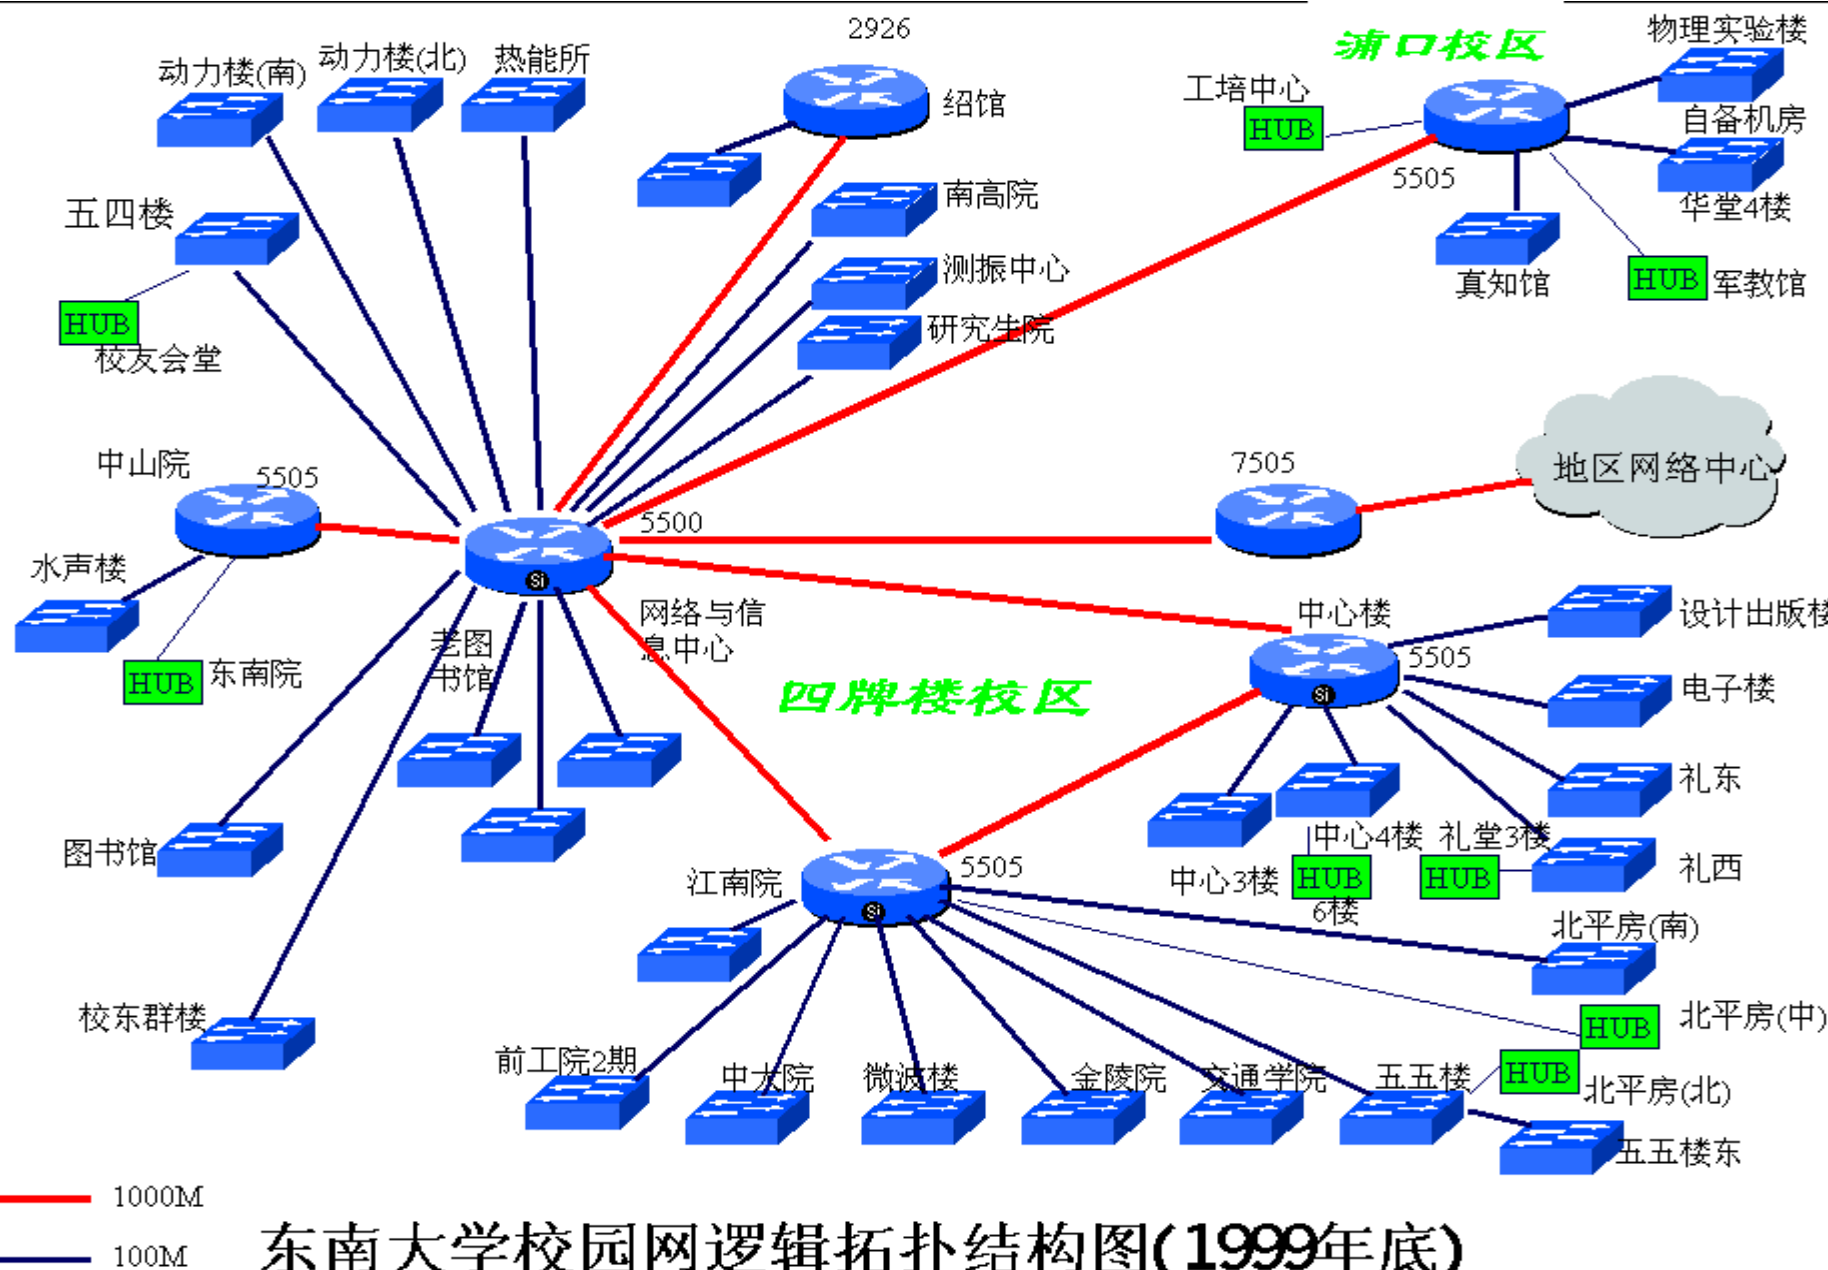 2926
浦口校区
物理实验楼
动力楼(南)
动力楼(北)
热能所
工培中心
绍馆
HUB
自备机房
5505
华堂4楼
南高院
五四楼
测振中心
真知馆
HUB
军教馆
HUB
研究生院
校友会堂
中山院
5505
7505
地区网络中心
5500
水声楼
网络与信
息中心
老图
书馆
中心楼
设计出版楼
5505
HUB
东南院
四牌楼校区
电子楼
礼东
图书馆
中心4楼
礼堂3楼
江南院
5505
中心3楼
HUB
6楼
HUB
礼西
北平房(南)
校东群楼
HUB
北平房(中)
前工院2期
中大院
微波楼
金陵院
交通学院
五五楼
HUB
北平房(北)
五五楼东
1000M
100M
东南大学校园网逻辑拓扑结构图(1999年底)